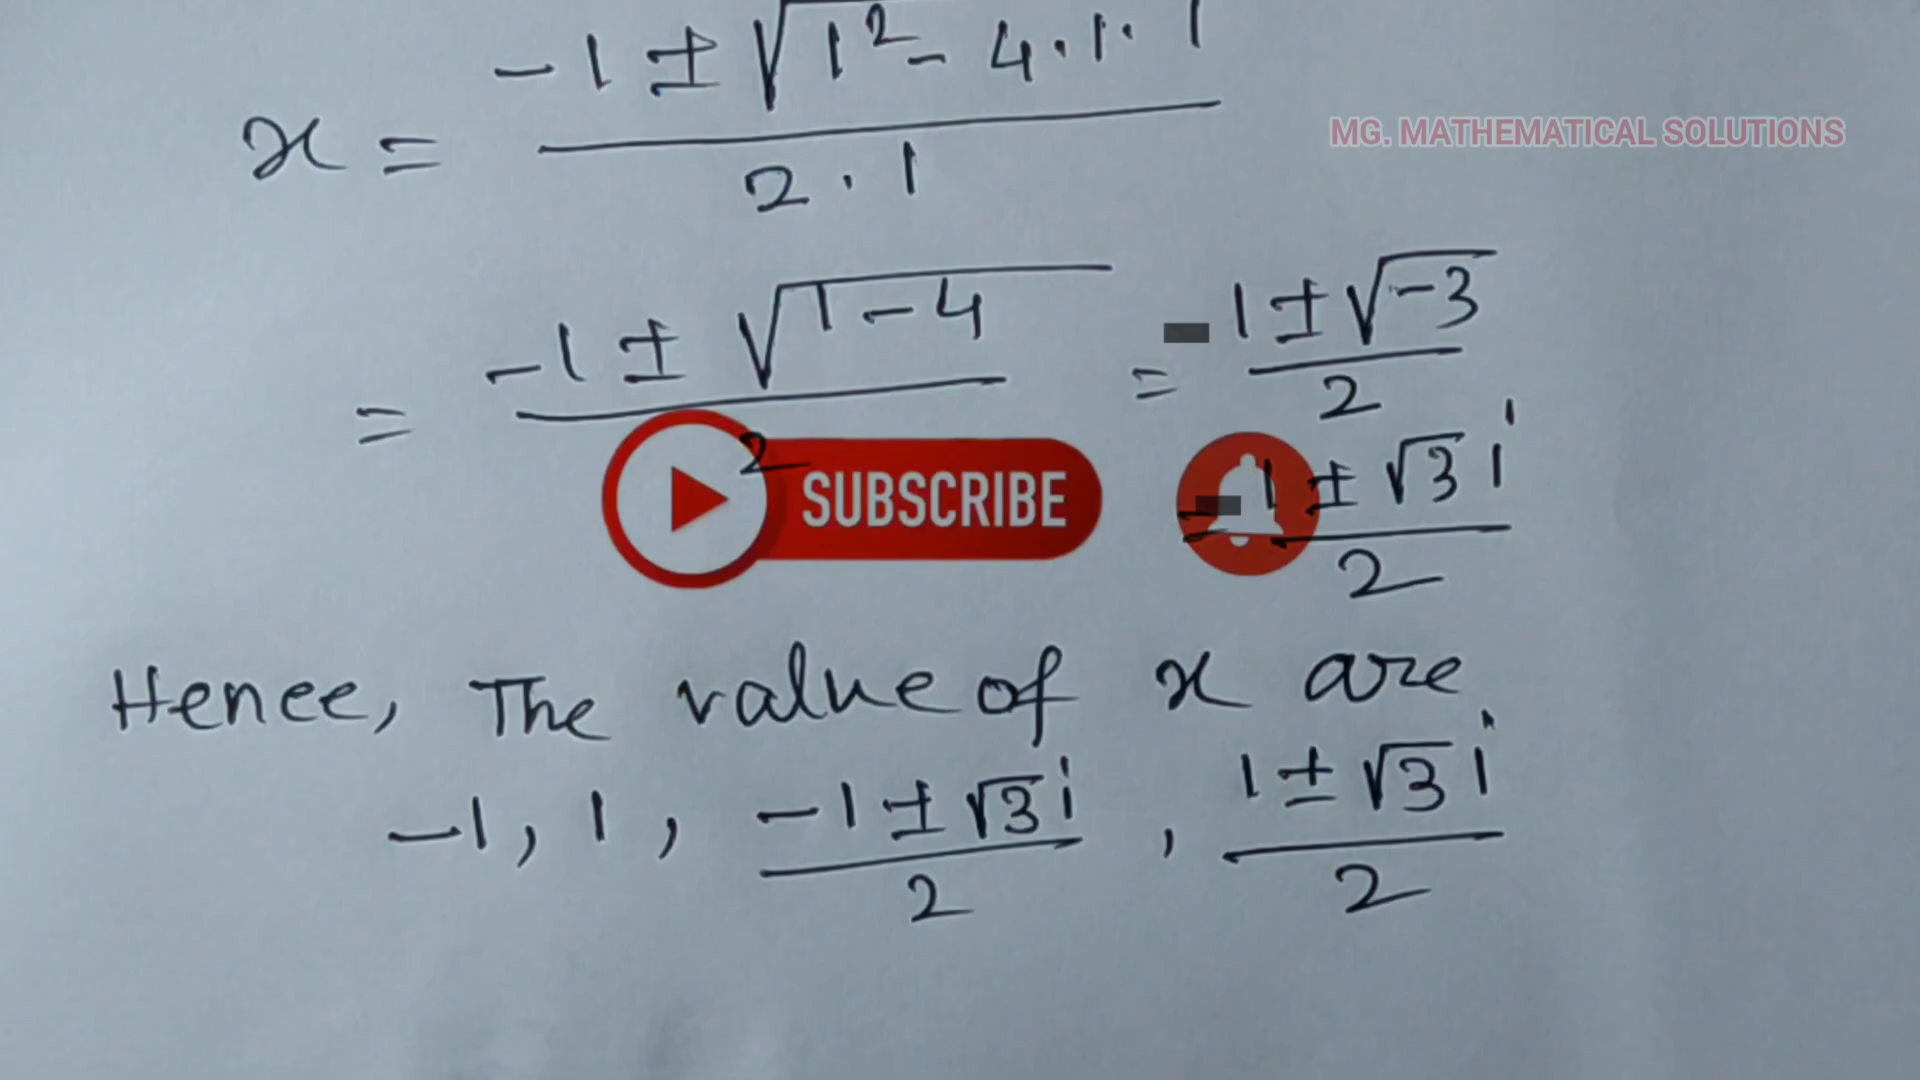 x = (-1 ± √(1² - 4·1·1)) / (2·1)
MG. MATHEMATICAL SOLUTIONS
= (-1 ± √(1-4)) / 2 = (-1 ± √-3) / 2
SUBSCRIBE
= (-1 ± √3 i) / 2
Hence, The value of x are
-1, 1, (-1 ± √3 i) / 2, (1 ± √3 i) / 2